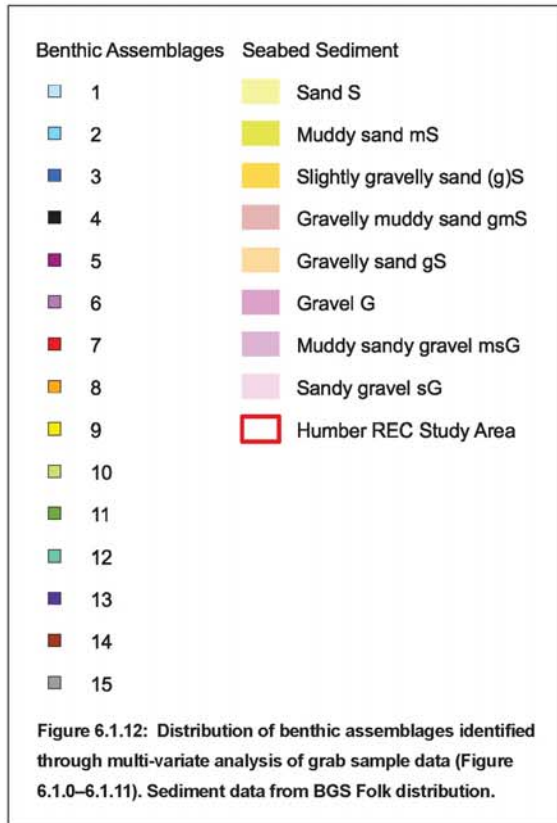 Benthic Assemblages Seabed Sediment
1 Sand S
2 Muddy sand mS
3 Slightly gravelly sand (g)S
4 Gravelly muddy sand gmS
5 Gravelly sand gS
6 Gravel G
7 Muddy sandy gravel msG
8 Sandy gravel sG
9 Humber REC Study Area
10
11
12
13
14
15
Figure 6.1.12: Distribution of benthic assemblages identified
through multi-variate analysis of grab sample data (Figure
6.1.0–6.1.11). Sediment data from BGS Folk distribution.